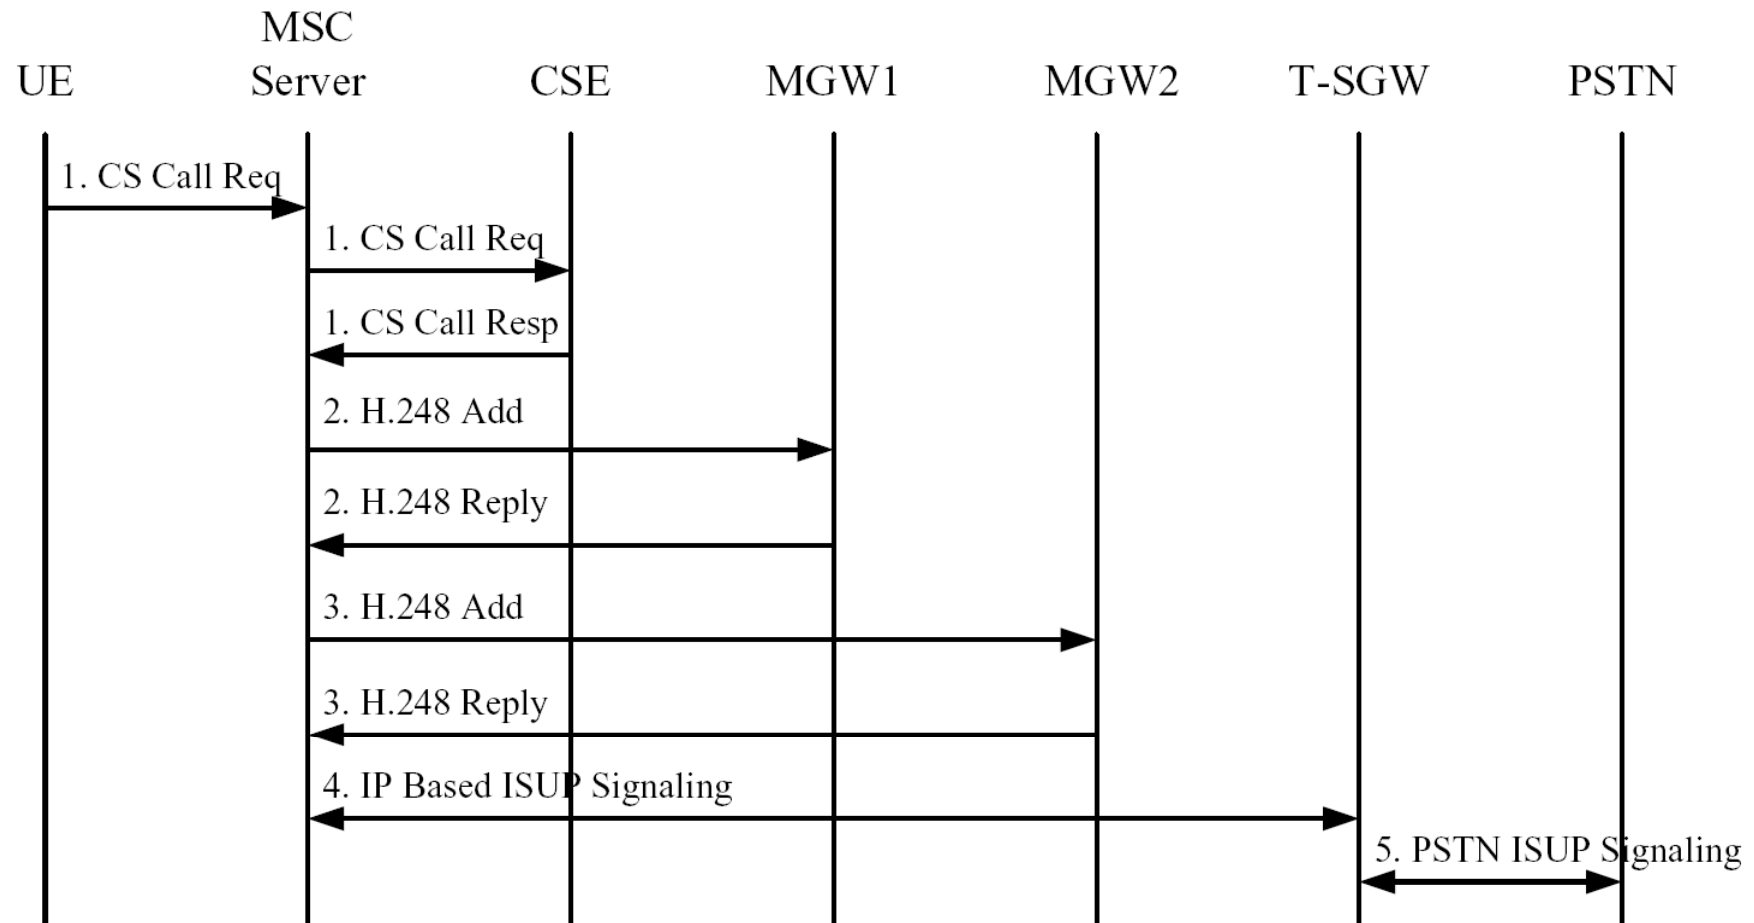 MSC
UE
Server
CSE
MGW1
MGW2
T-SGW
PSTN
1. CS Call Req
1. CS Call Req
1. CS Call Resp
2. H.248 Add
2. H.248 Reply
3. H.248 Add
3. H.248 Reply
4. IP Based ISUP Signaling
5. PSTN ISUP Signaling